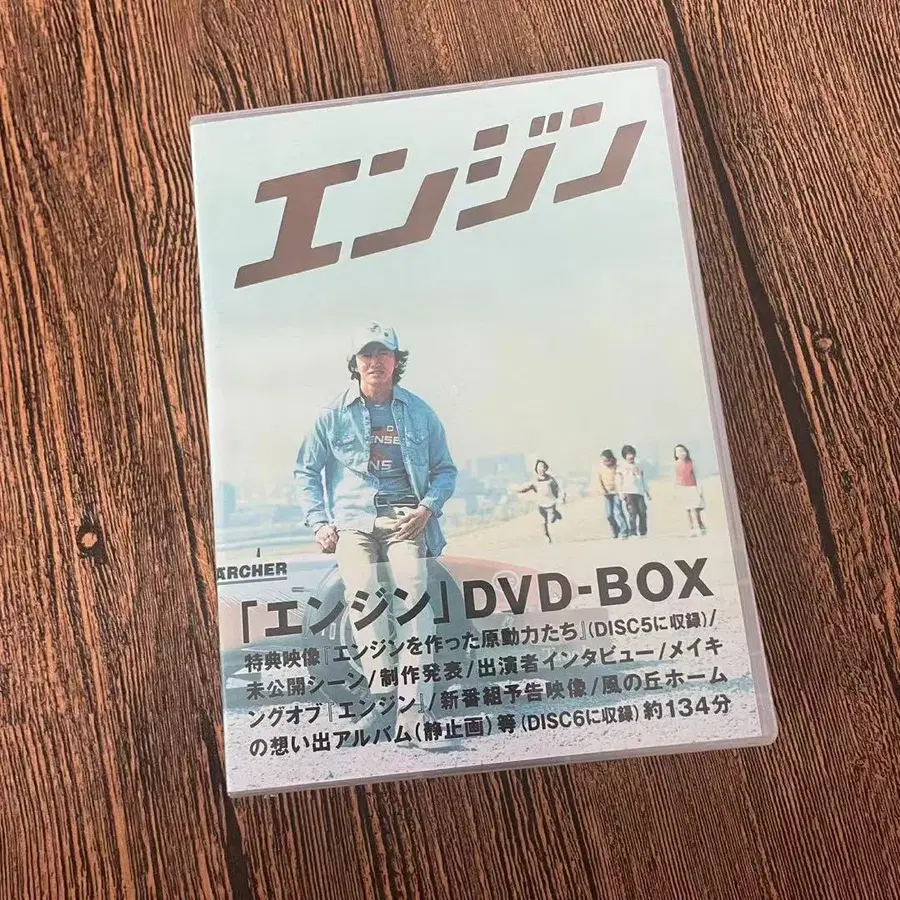 エンジン
D
ENSE
NS
ARCHER
「エンジン」DVD-BOX
特典映像『エンジンを作った原動力たち』(DISC5に収録)/
未公開シーン/制作発表/出演者インタビュー/メイキ
ングオブ『エンジン』/新番組予告映像/風の丘ホーム
の想い出アルバム(静止画) 等 (DISC6に収録) 約134分